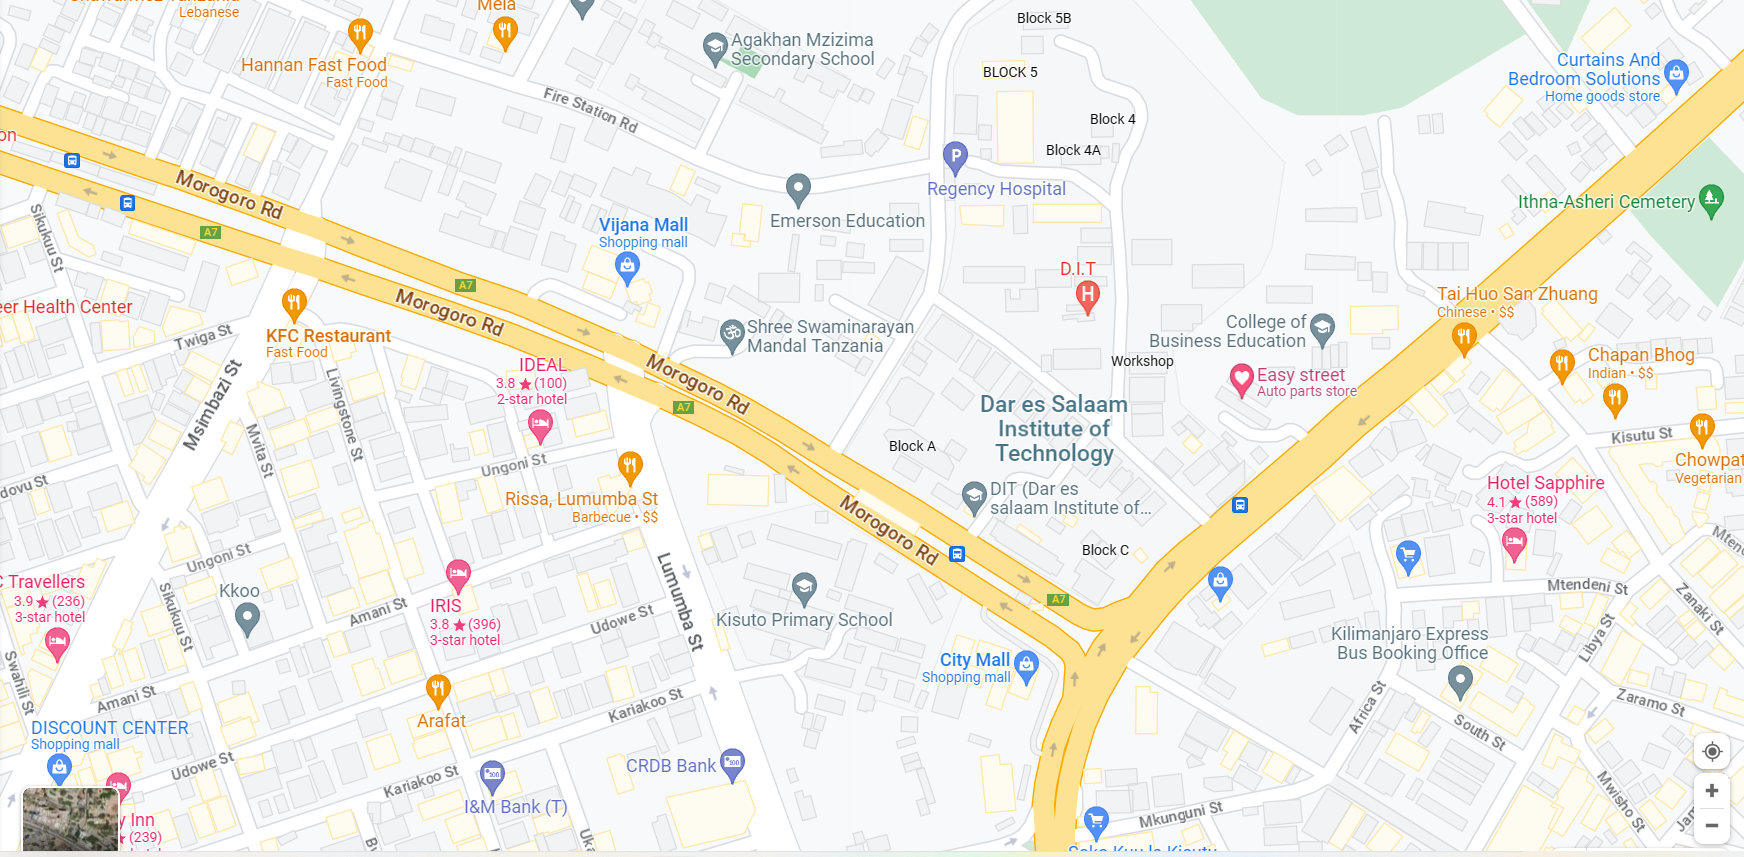 Lebanese
Hannan Fast Food
Fast Food
Mela
Agakhan Mzizima
Secondary School
Block 5B
BLOCK 5
Block 4
Block 4A
Curtains And
Bedroom Solutions
Home goods store
Fire Station Rd
Morogoro Rd
P
Regency Hospital
Ithna-Asheri Cemetery
Emerson Education
Vijana Mall
Shopping mall
Sikukuu St
A7
A7
D.I.T
H
Tai Huo San Zhuang
Chinese • $$
eer Health Center
KFC Restaurant
Fast Food
Morogoro Rd
Shree Swaminarayan
Mandal Tanzania
College of
Business Education
Twiga St
Msimbazi St
Livingstone St
IDEAL
3.8 ★ (100)
2-star hotel
Morogoro Rd
A7
Workshop
Easy street
Auto parts store
Chapan Bhog
Indian • $$
Dar es Salaam
Institute of
Technology
Block A
Kisutu St
Chowpat
Vegetarian
Mvita St
Ungoni St
Rissa, Lumumba St
Barbecue • $$
DIT (Dar es
salaam Institute of...
Hotel Sapphire
4.1 ★ (589)
3-star hotel
Morogoro Rd
Block C
Ungoni St
Lumumba St
Mtendeni St
Zanaki St
Travellers
3.9 ★ (236)
3-star hotel
Kkoo
Sikukuu St
Amani St
IRIS
3.8 ★ (396)
3-star hotel
Udowe St
Kisuto Primary School
A7
Libya St
Kilimanjaro Express
Bus Booking Office
City Mall
Shopping mall
Swahili St
Amani St
Arafat
Kariakoo St
Africa St
Zaramo St
South St
DISCOUNT CENTER
Shopping mall
Udowe St
Kariakoo St
CRDB Bank
I&M Bank (T)
Mkunguni St
Mwisho St
y Inn
(239)
+
−